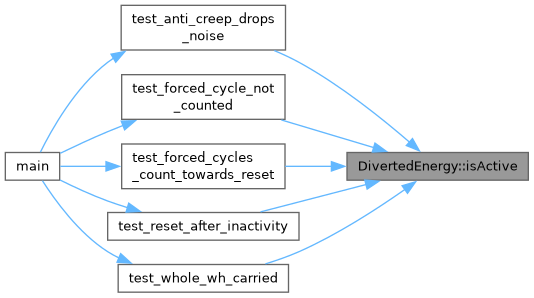 test_anti_creep_drops
_noise
test_forced_cycle_not
_counted
main
test_forced_cycles
_count_towards_reset
DivertedEnergy::isActive
test_reset_after_inactivity
test_whole_wh_carried